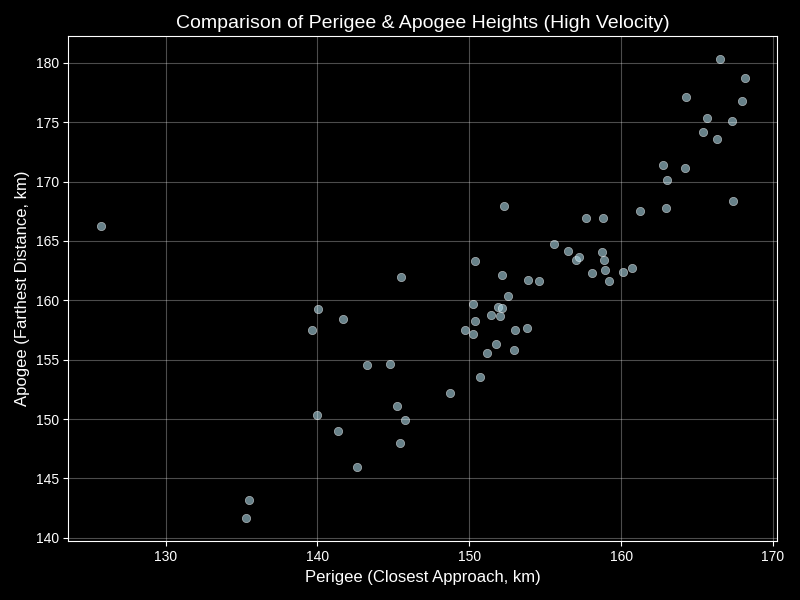 Comparison of Perigee & Apogee Heights (High Velocity)
Apogee (Farthest Distance, km)
180
175
170
165
160
155
150
145
140
130 140 150 160 170
Perigee (Closest Approach, km)